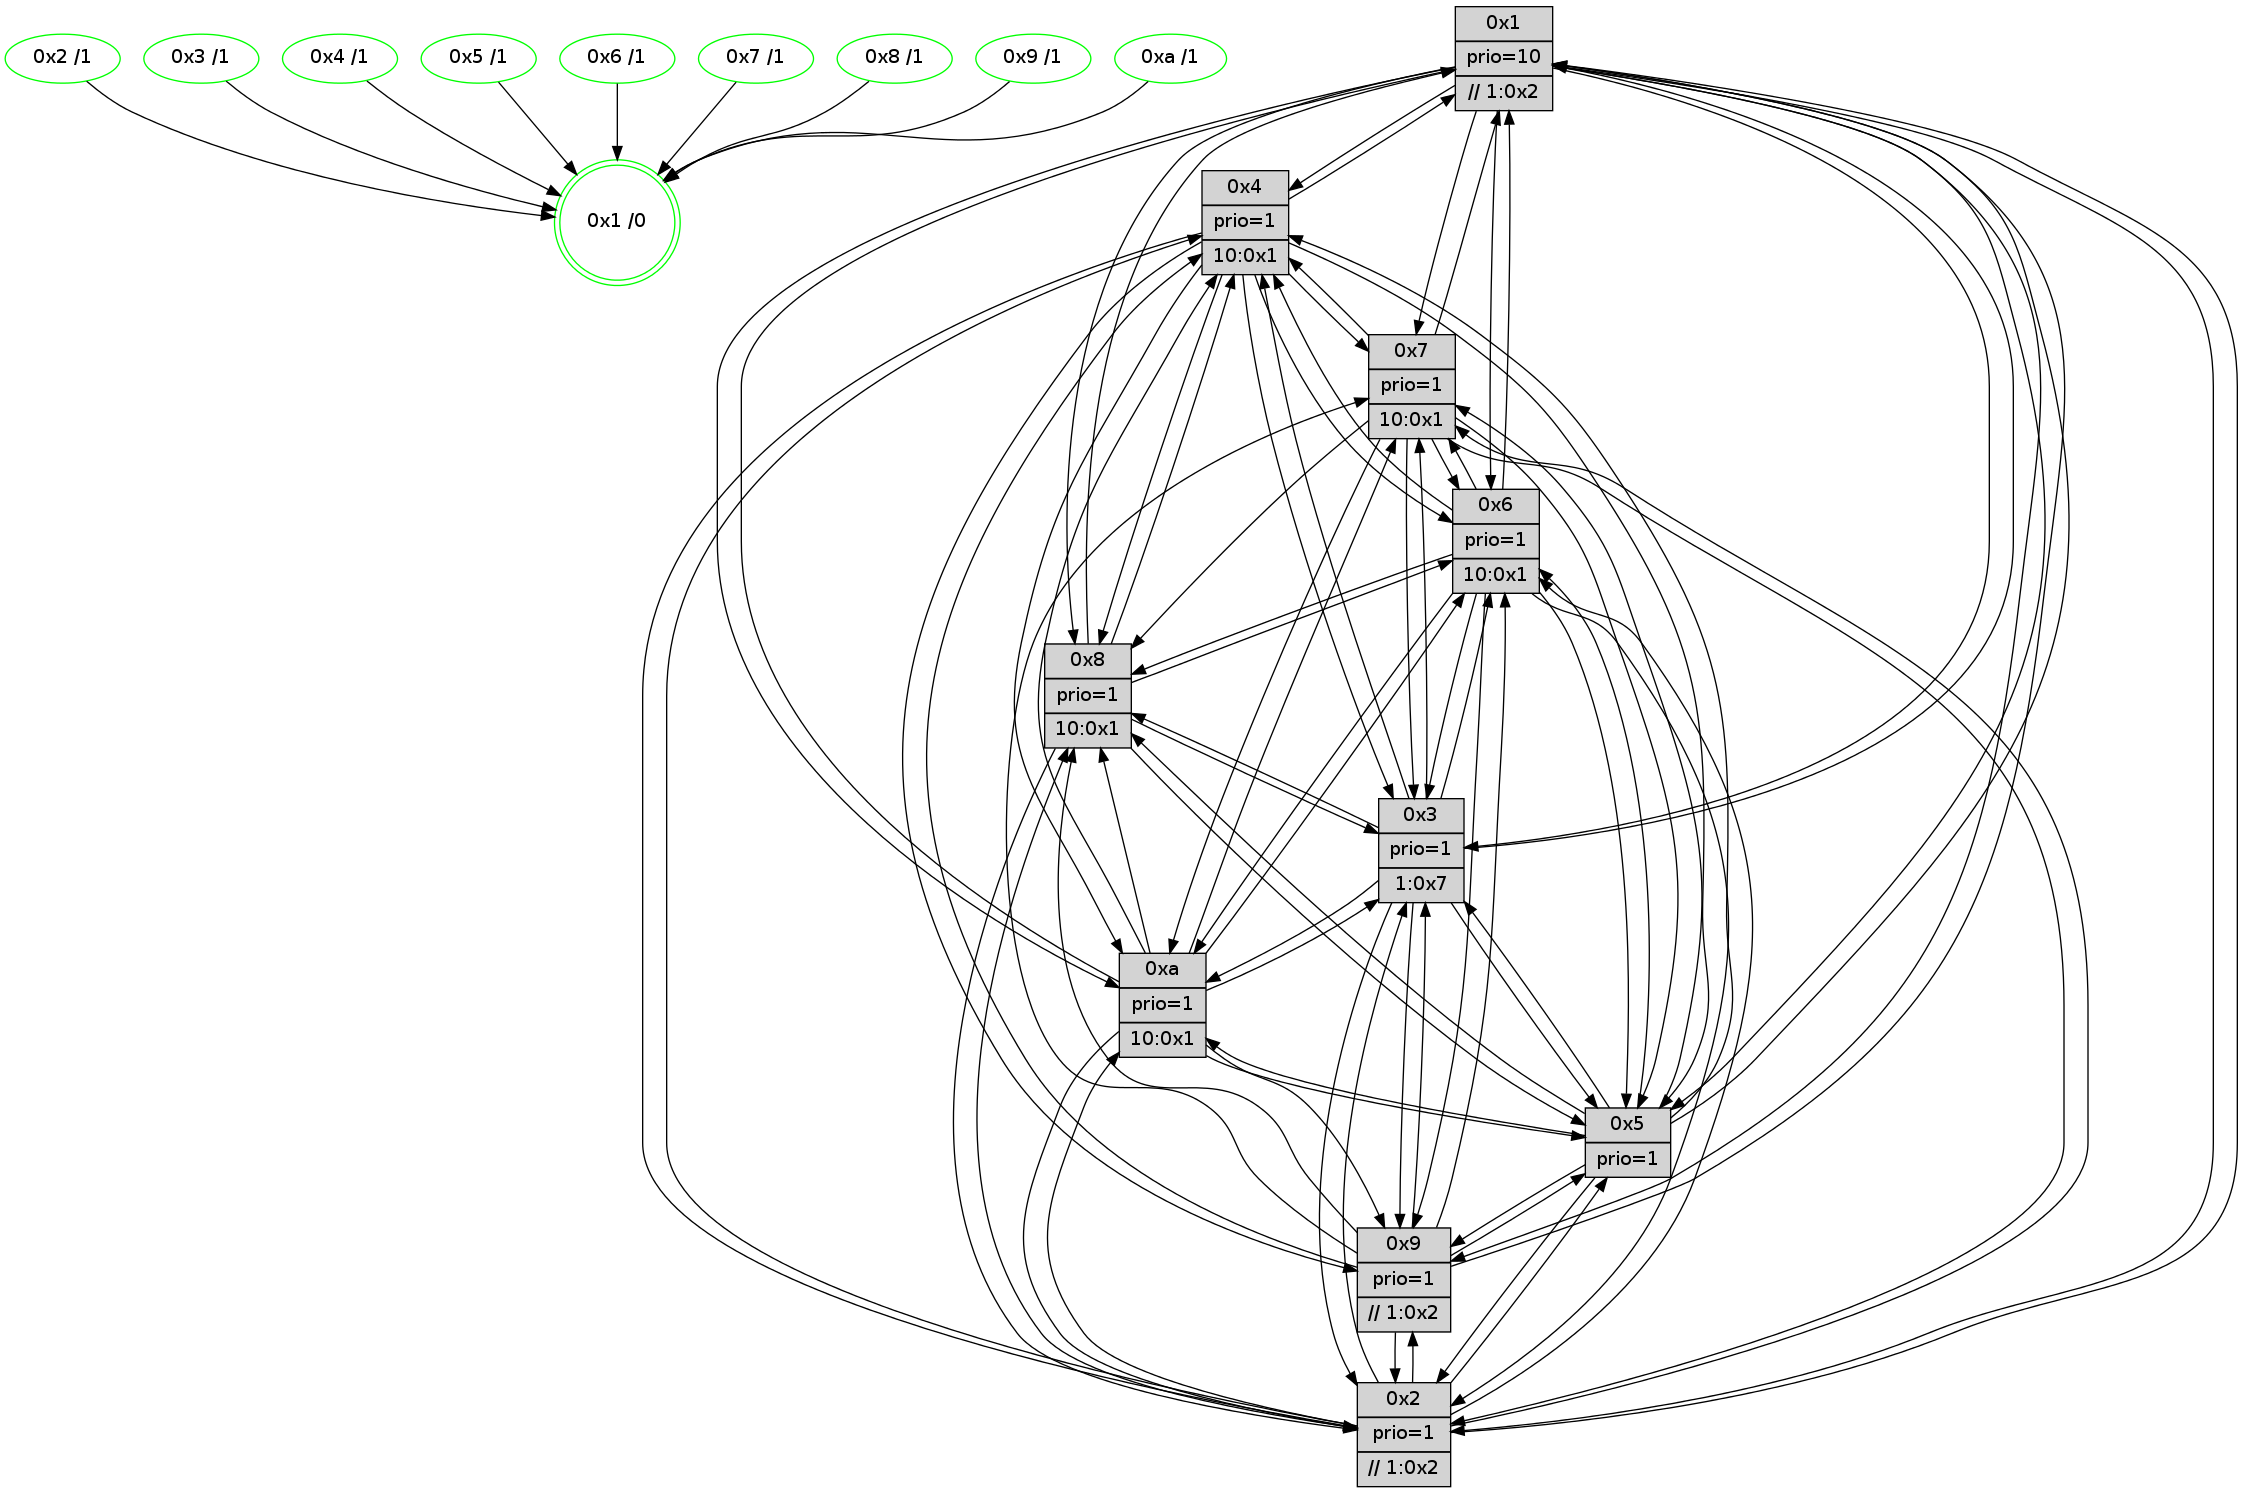 0x2 /1
0x3 /1
0x4 /1
0x5 /1
0x6 /1
0x7 /1
0x8 /1
0x9 /1
0xa /1
0x1 /0
0x1
prio=10
// 1:0x2
0x4
prio=1
10:0x1
0x7
prio=1
10:0x1
0x6
prio=1
10:0x1
0x8
prio=1
10:0x1
0x3
prio=1
1:0x7
0xa
prio=1
10:0x1
0x5
prio=1
0x9
prio=1
// 1:0x2
0x2
prio=1
// 1:0x2